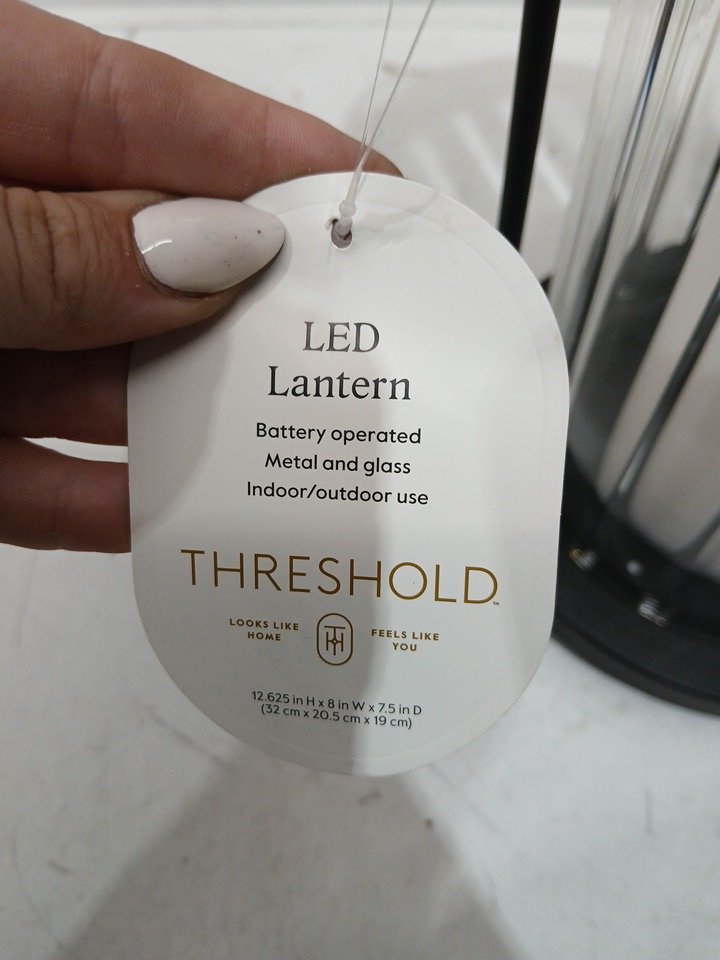 LED
Lantern
Battery operated
Metal and glass
Indoor/outdoor use
THRESHOLD™
LOOKS LIKE
HOME
FEELS LIKE
YOU
12.625 in H x 8 in W x 7.5 in D
(32 cm x 20.5 cm x 19 cm)